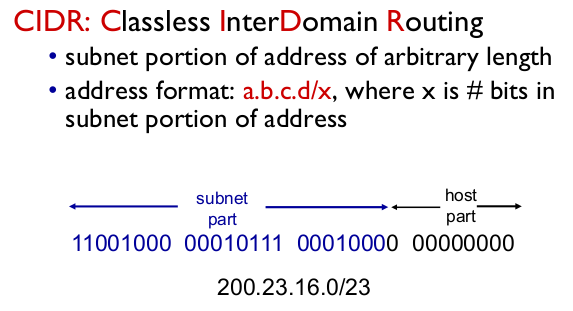 CIDR: Classless InterDomain Routing
• subnet portion of address of arbitrary length
• address format: a.b.c.d/x, where x is # bits in
subnet portion of address
subnet
part
host
part
11001000 00010111 00010000 00000000
200.23.16.0/23